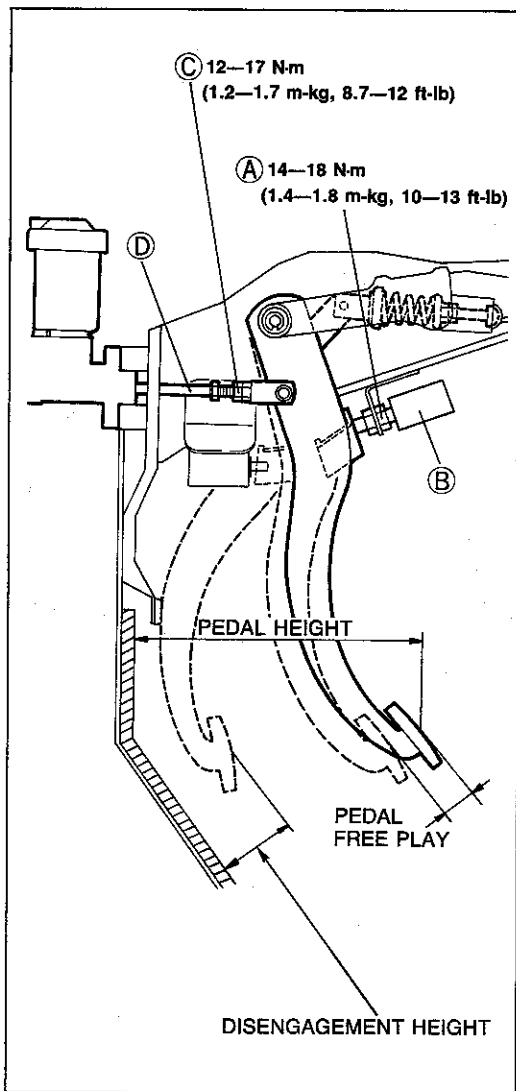 Ⓒ 12—17 N·m
(1.2—1.7 m-kg, 8.7—12 ft-lb)
Ⓐ 14—18 N·m
(1.4—1.8 m-kg, 10—13 ft-lb)
Ⓓ
Ⓑ
PEDAL HEIGHT
PEDAL
FREE PLAY
DISENGAGEMENT HEIGHT